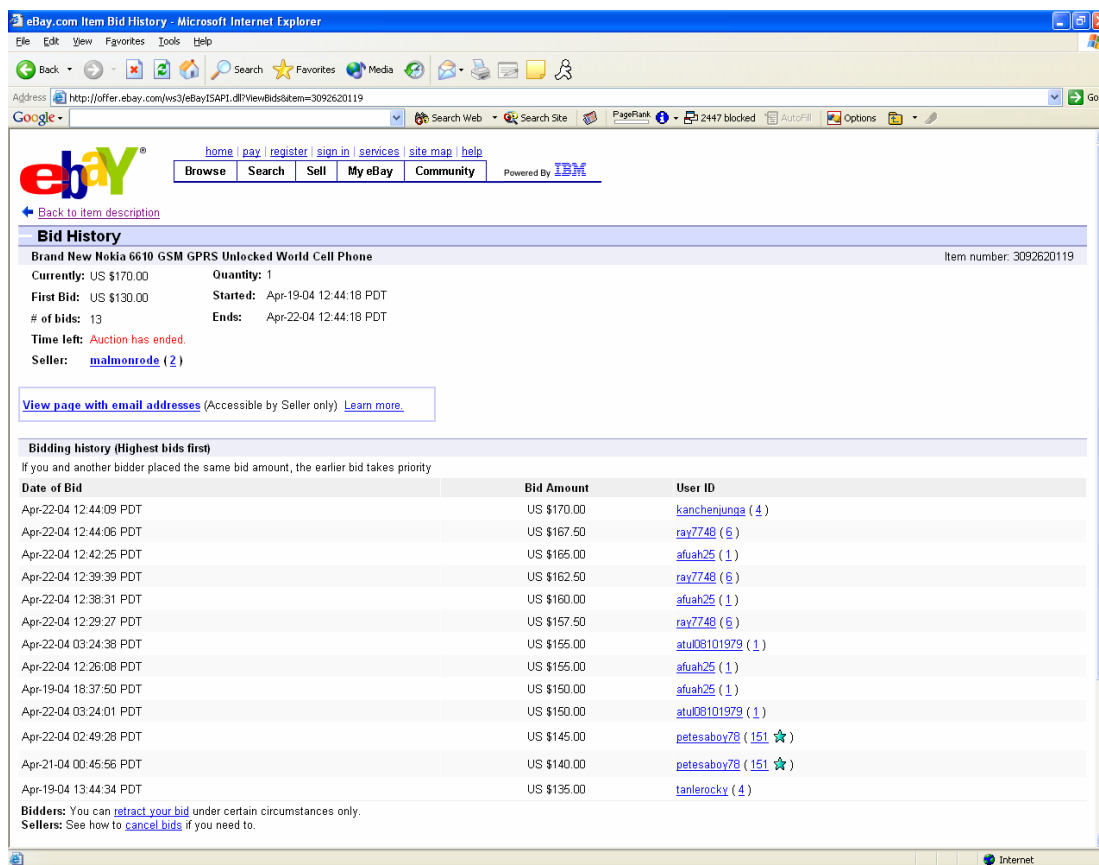 eBay.com Item Bid History - Microsoft Internet Explorer
File Edit View Favorites Tools Help
Back Search Favorites Media
Address http://offer.ebay.com/ws3/eBayISAPI.dll?ViewBids&item=3092620119 Go
Google Search Web Search Site PageRank 2447 blocked AutoFill Options
ebay® home | pay | register | sign in | services | site map | help
Browse Search Sell My eBay Community Powered By IBM
Back to item description
Bid History
Brand New Nokia 6610 GSM GPRS Unlocked World Cell Phone Item number: 3092620119
Currently: US $170.00 Quantity: 1
First Bid: US $130.00 Started: Apr-19-04 12:44:18 PDT
# of bids: 13 Ends: Apr-22-04 12:44:18 PDT
Time left: Auction has ended.
Seller: malmonrode (2)
View page with email addresses (Accessible by Seller only) Learn more.
Bidding history (Highest bids first)
If you and another bidder placed the same bid amount, the earlier bid takes priority
Date of Bid Bid Amount User ID
Apr-22-04 12:44:09 PDT US $170.00 kanchenjunga (4)
Apr-22-04 12:44:06 PDT US $167.50 ray7748 (6)
Apr-22-04 12:42:25 PDT US $165.00 afuah25 (1)
Apr-22-04 12:39:39 PDT US $162.50 ray7748 (6)
Apr-22-04 12:38:31 PDT US $160.00 afuah25 (1)
Apr-22-04 12:29:27 PDT US $157.50 ray7748 (6)
Apr-22-04 03:24:38 PDT US $155.00 atul08101979 (1)
Apr-22-04 12:26:08 PDT US $155.00 afuah25 (1)
Apr-19-04 18:37:50 PDT US $150.00 afuah25 (1)
Apr-22-04 03:24:01 PDT US $150.00 atul08101979 (1)
Apr-22-04 02:49:28 PDT US $145.00 petesaboy78 (151)
Apr-21-04 00:45:56 PDT US $140.00 petesaboy78 (151)
Apr-19-04 13:44:34 PDT US $135.00 tanlerocky (4)
Bidders: You can retract your bid under certain circumstances only.
Sellers: See how to cancel bids if you need to.
Internet